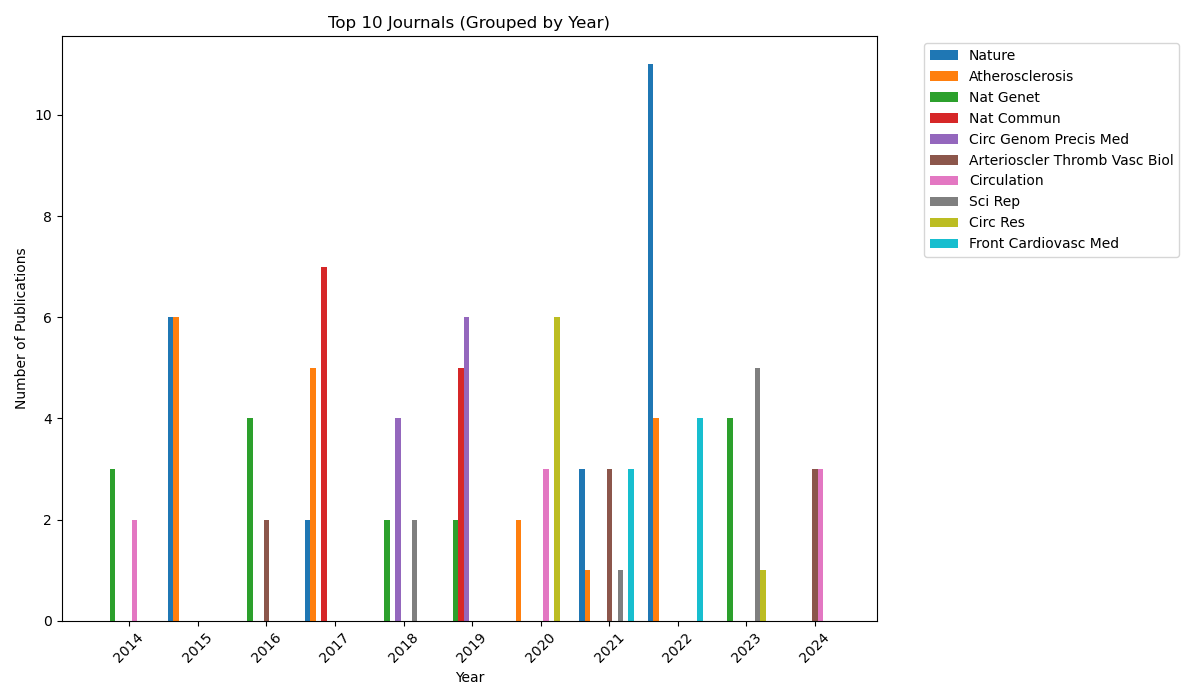 Top 10 Journals (Grouped by Year)
Number of Publications
10
8
6
4
2
0
2014
2015
2016
2017
2018
2019
2020
2021
2022
2023
2024
Year
Nature
Atherosclerosis
Nat Genet
Nat Commun
Circ Genom Precis Med
Arterioscler Thromb Vasc Biol
Circulation
Sci Rep
Circ Res
Front Cardiovasc Med